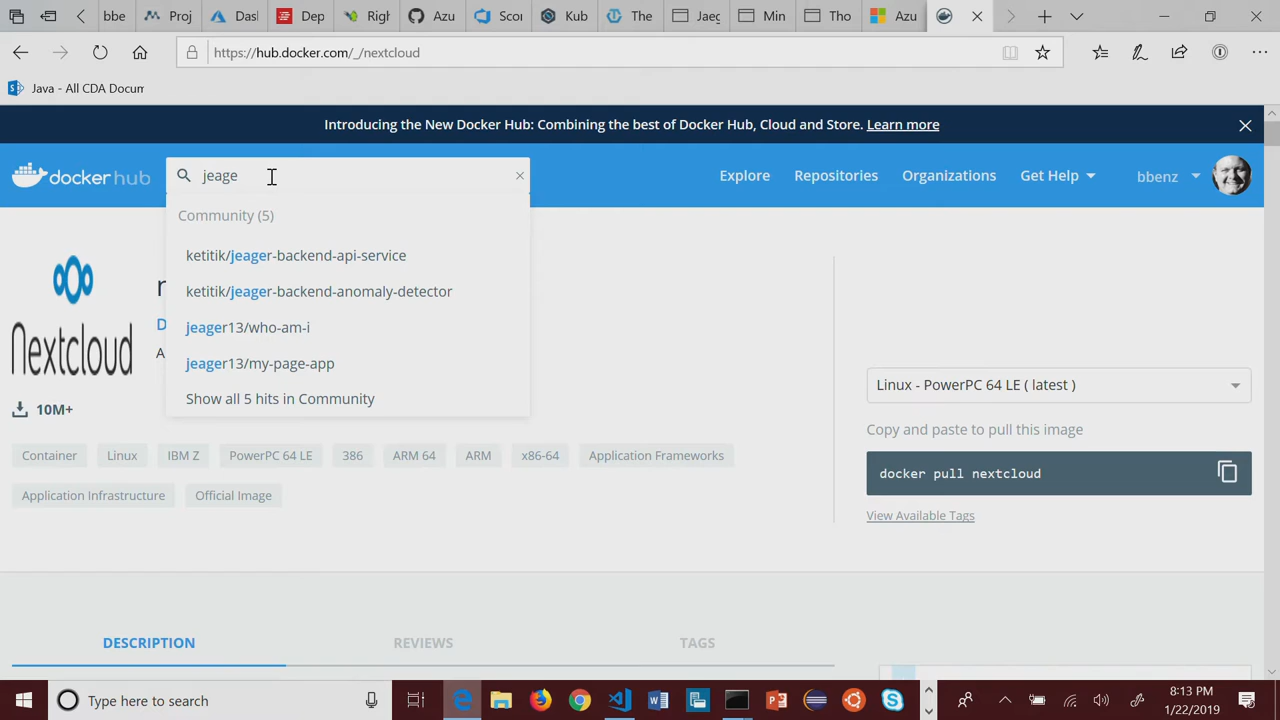 bbe
Proj
Dash
Dep
Righ
Azu
Scor
Kub
The
Jaeg
Min
Tho
Azu
https://hub.docker.com/_/nextcloud
Java - All CDA Docum
Introducing the New Docker Hub: Combining the best of Docker Hub, Cloud and Store. Learn more
docker hub
jeage
Explore
Repositories
Organizations
Get Help
bbenz
Community (5)
ketitik/jeager-backend-api-service
ketitik/jeager-backend-anomaly-detector
jeager13/who-am-i
jeager13/my-page-app
Show all 5 hits in Community
nextcloud
10M+
Container
Linux
IBM Z
PowerPC 64 LE
386
ARM 64
ARM
x86-64
Application Frameworks
Application Infrastructure
Official Image
Linux - PowerPC 64 LE ( latest )
Copy and paste to pull this image
docker pull nextcloud
View Available Tags
DESCRIPTION
REVIEWS
TAGS
Type here to search
8:13 PM
1/22/2019